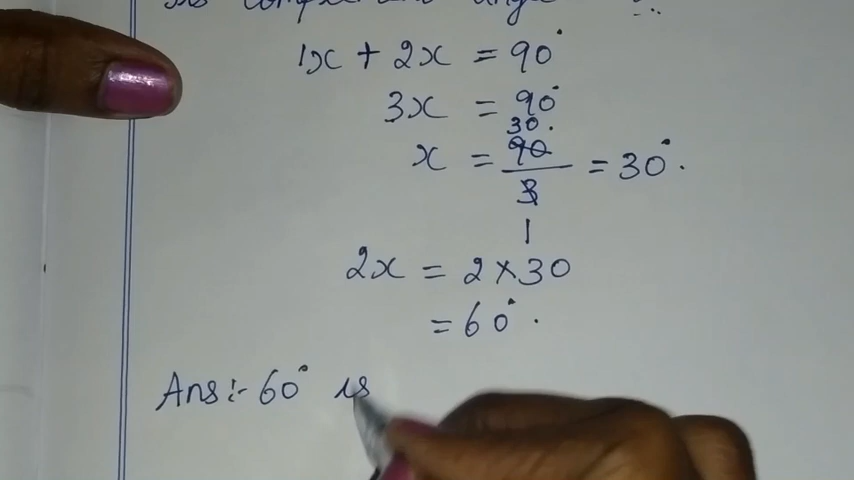 1x + 2x = 90°
3x = 90°
30.
x = 90/3 = 30°.
1
2x = 2 × 30
= 60°.
Ans:- 60° is